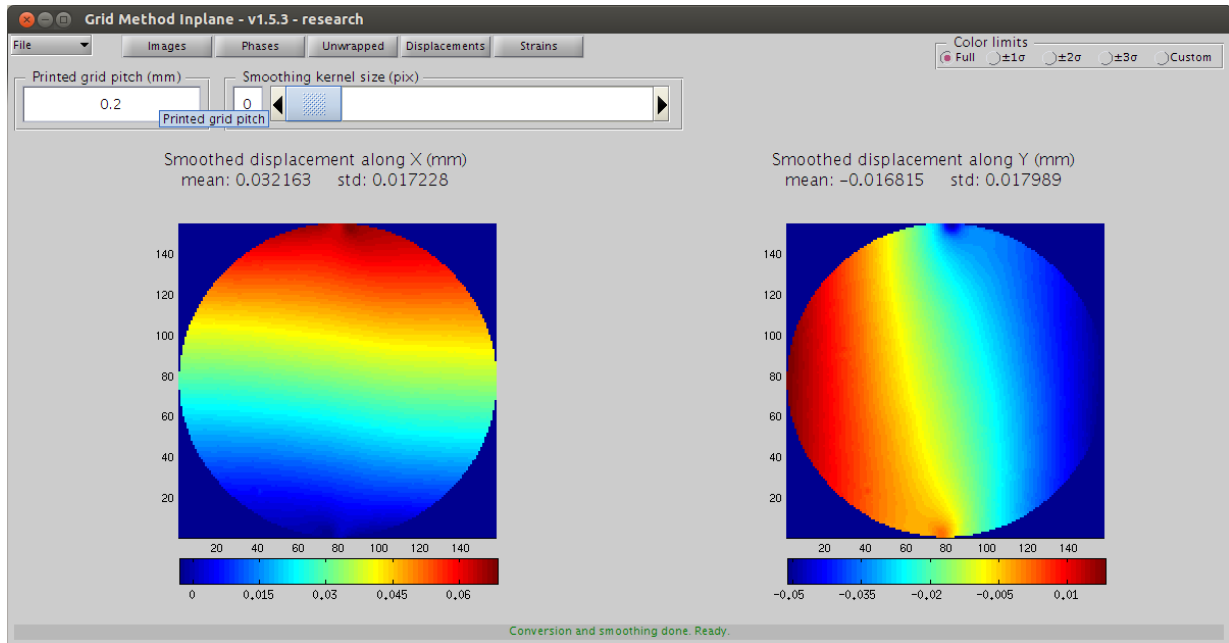 Grid Method Inplane - v1.5.3 - research
File Images Phases Unwrapped Displacements Strains
Color limits
Full ±1σ ±2σ ±3σ Custom
Printed grid pitch (mm) Smoothing kernel size (pix)
0.2 0
Printed grid pitch
Smoothed displacement along X (mm)
mean: 0.032163 std: 0.017228
140
120
100
80
60
40
20
20 40 60 80 100 120 140
0 0.015 0.03 0.045 0.06
Smoothed displacement along Y (mm)
mean: −0.016815 std: 0.017989
140
120
100
80
60
40
20
20 40 60 80 100 120 140
−0.05 −0.035 −0.02 −0.005 0.01
Conversion and smoothing done. Ready.